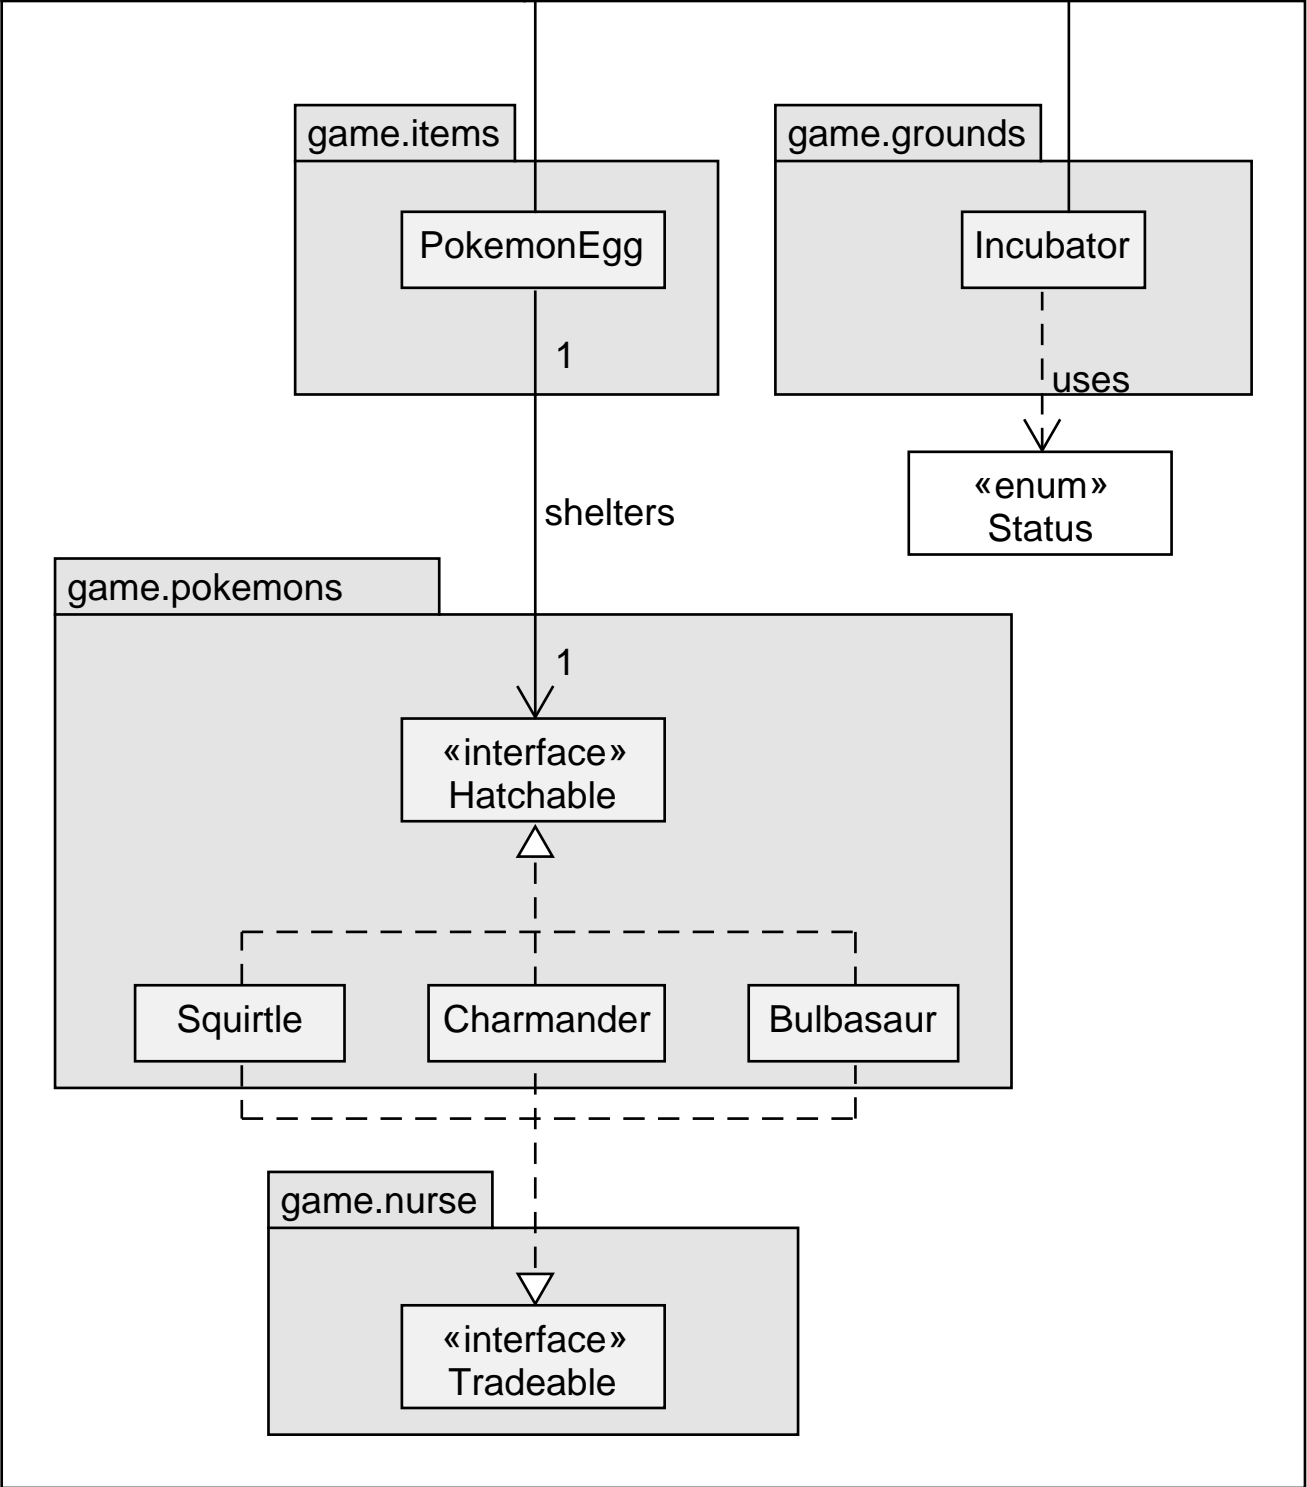 game.items
game.grounds
PokemonEgg
Incubator
1
uses
«enum»
Status
shelters
game.pokemons
1
«interface»
Hatchable
Squirtle
Charmander
Bulbasaur
game.nurse
«interface»
Tradeable